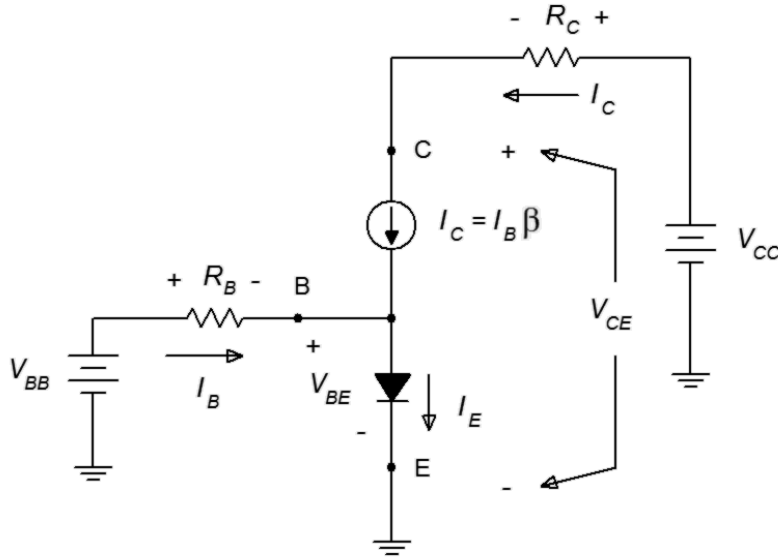 - R_C +
I_C
C +
I_C = I_B β
V_CC
+ R_B - B
V_CE
+
V_BB
I_B
V_BE
I_E
-
E -